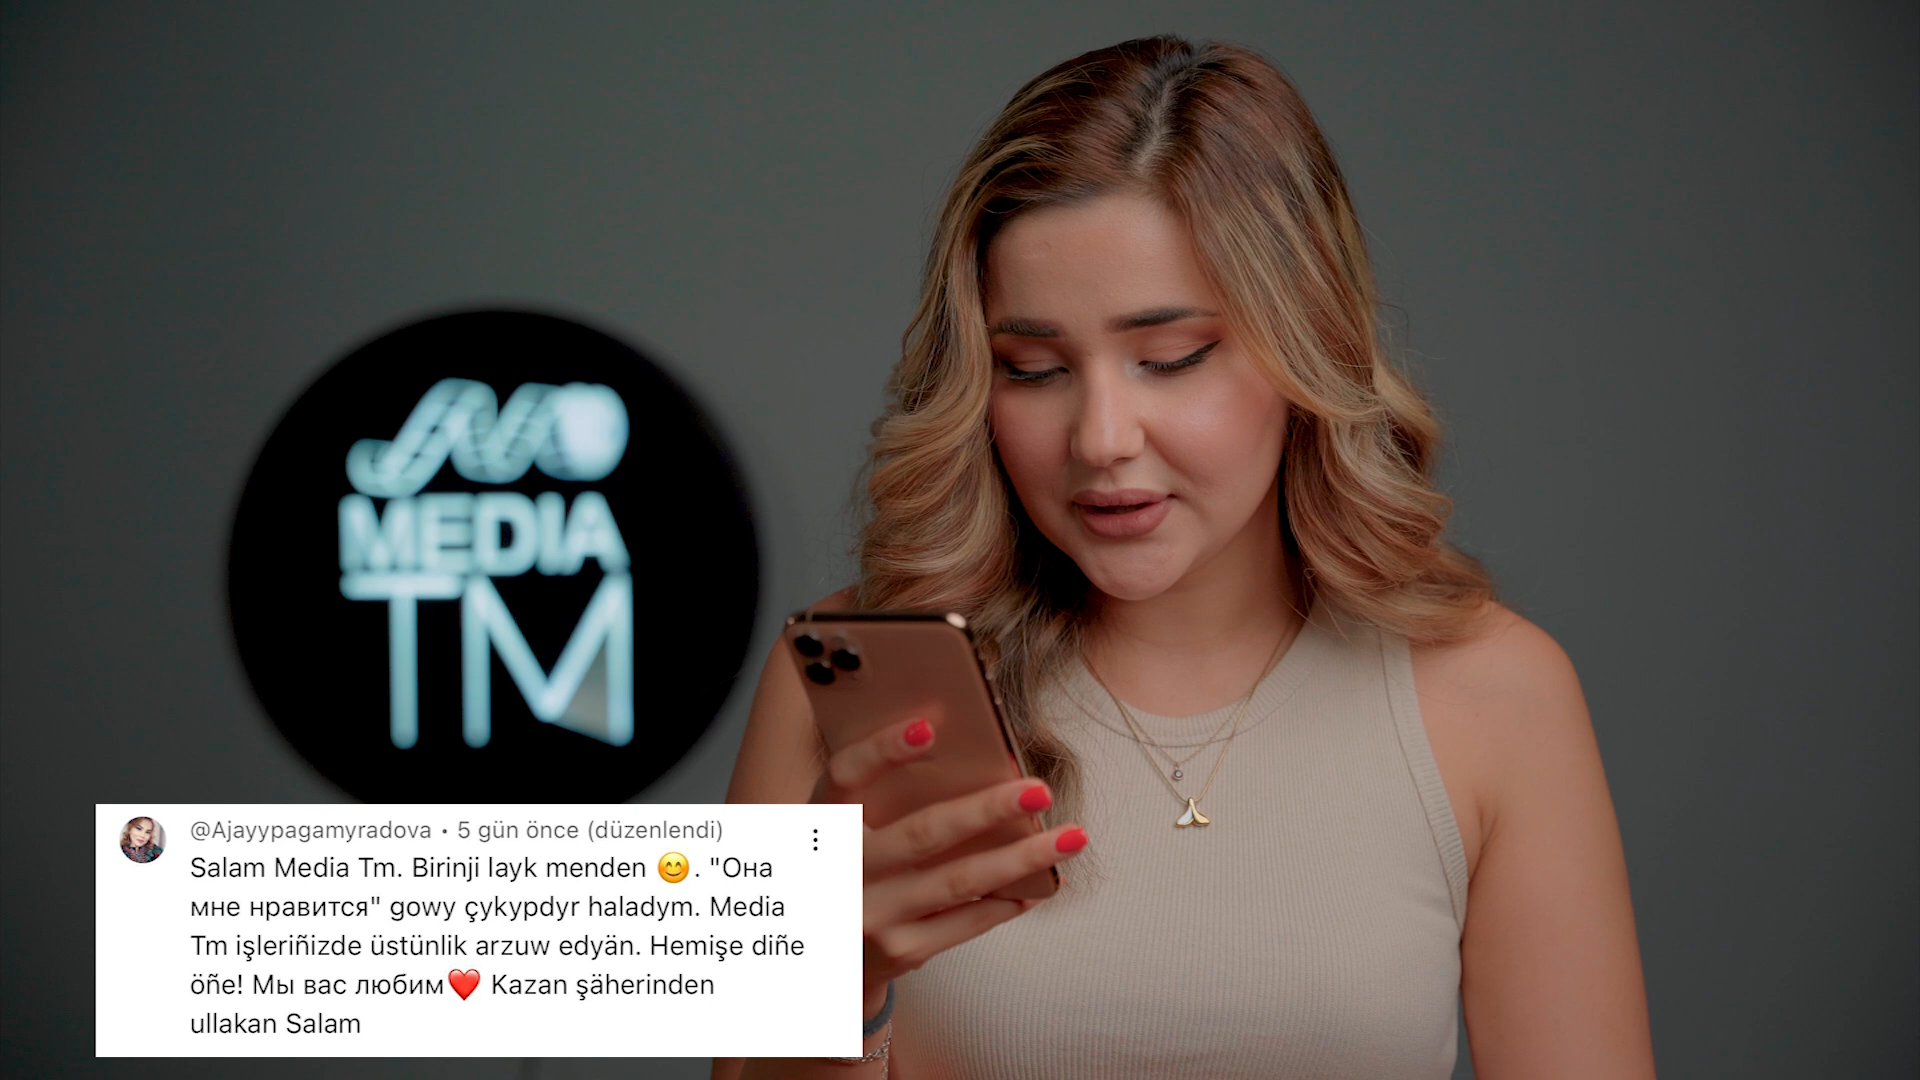 MEDIA
TM
@Ajayypagamyradova • 5 gün önce (düzenlendi)
Salam Media Tm. Birinji layk menden 😊. "Она
мне нравится" gowy çykypdyr haladym. Media
Tm işleriñizde üstünlik arzuw edyän. Hemişe diñe
öñe! Мы вас любим❤️ Kazan şäherinden
ullakan Salam